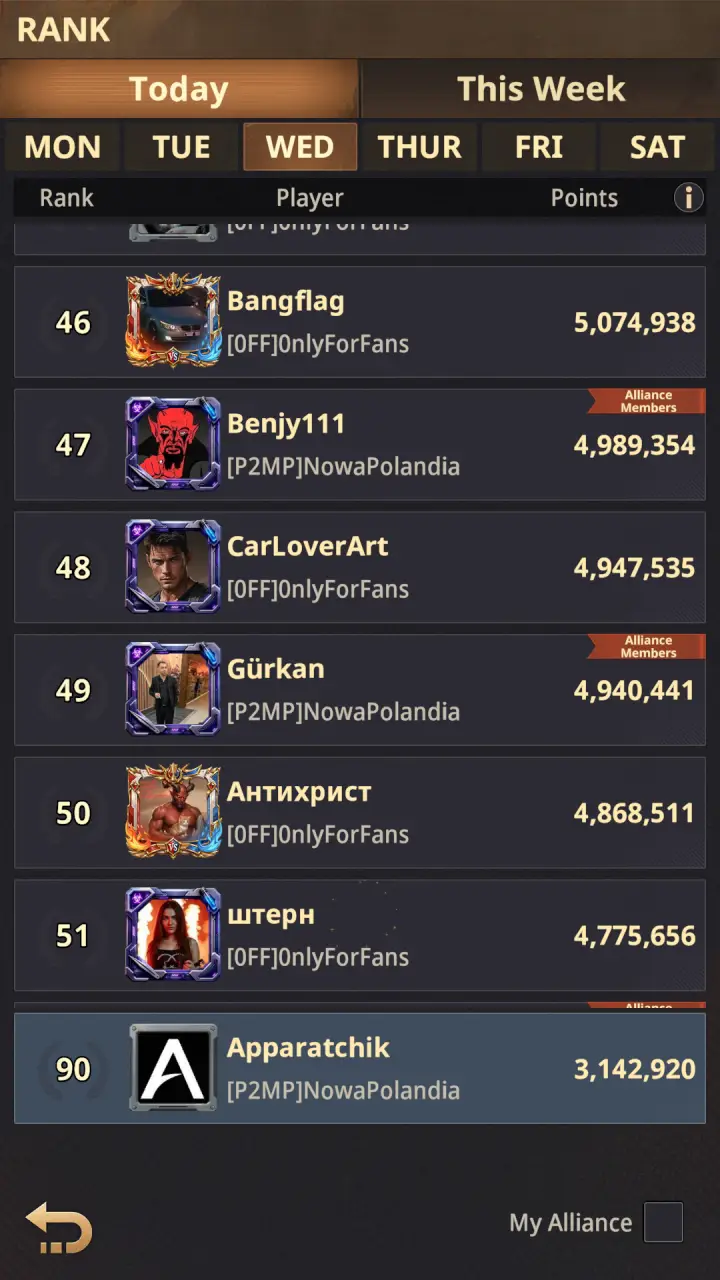 RANK
Today
This Week
MON
TUE
WED
THUR
FRI
SAT
Rank
Player
Points
[0FF]0nlyForFans
46
Bangflag
[0FF]0nlyForFans
5,074,938
Alliance
Members
47
Benjy111
[P2MP]NowaPolandia
4,989,354
48
CarLoverArt
[0FF]0nlyForFans
4,947,535
Alliance
Members
49
Gürkan
[P2MP]NowaPolandia
4,940,441
50
Антихрист
[0FF]0nlyForFans
4,868,511
51
штерн
[0FF]0nlyForFans
4,775,656
Alliance
90
Apparatchik
[P2MP]NowaPolandia
3,142,920
My Alliance